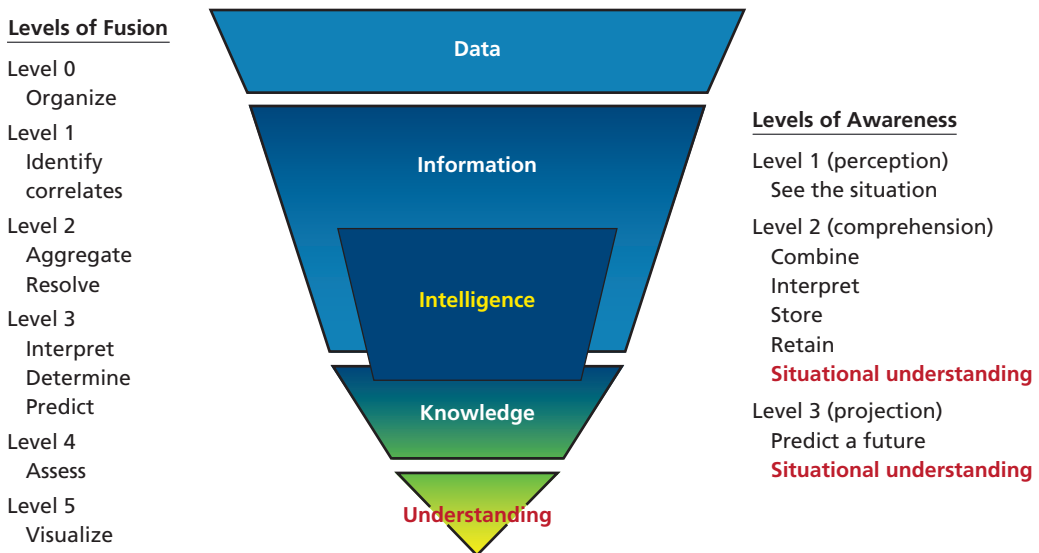 Levels of Fusion
Level 0
Organize
Level 1
Identify
correlates
Level 2
Aggregate
Resolve
Level 3
Interpret
Determine
Predict
Level 4
Assess
Level 5
Visualize
Data
Information
Intelligence
Knowledge
Understanding
Levels of Awareness
Level 1 (perception)
See the situation
Level 2 (comprehension)
Combine
Interpret
Store
Retain
Situational understanding
Level 3 (projection)
Predict a future
Situational understanding